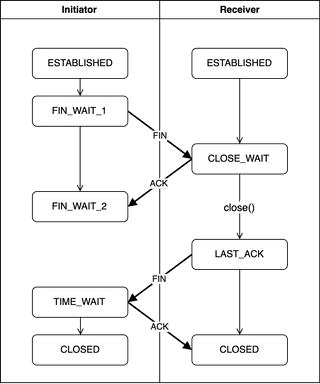 Initiator
Receiver
ESTABLISHED
ESTABLISHED
FIN_WAIT_1
FIN
CLOSE_WAIT
ACK
FIN_WAIT_2
close()
LAST_ACK
FIN
TIME_WAIT
ACK
CLOSED
CLOSED